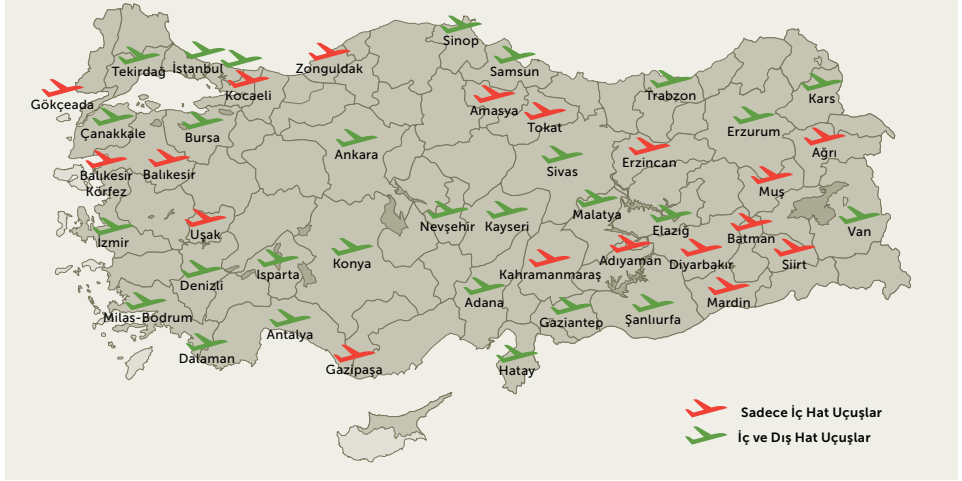 Sinop
Tekirdağ
İstanbul
Zonguldak
Samsun
Kocaeli
Trabzon
Kars
Gökçeada
Amasya
Çanakkale
Bursa
Tokat
Erzurum
Ankara
Erzincan
Ağrı
Balıkesir
Körfez
Balıkesir
Sivas
Muş
Malatya
Nevşehir
Kayseri
Elazığ
Van
İzmir
Uşak
Batman
Isparta
Konya
Kahramanmaraş
Adıyaman
Diyarbakır
Siirt
Denizli
Adana
Mardin
Milas-Bodrum
Gaziantep
Şanlıurfa
Antalya
Dalaman
Gazipaşa
Hatay
Sadece İç Hat Uçuşlar
İç ve Dış Hat Uçuşlar